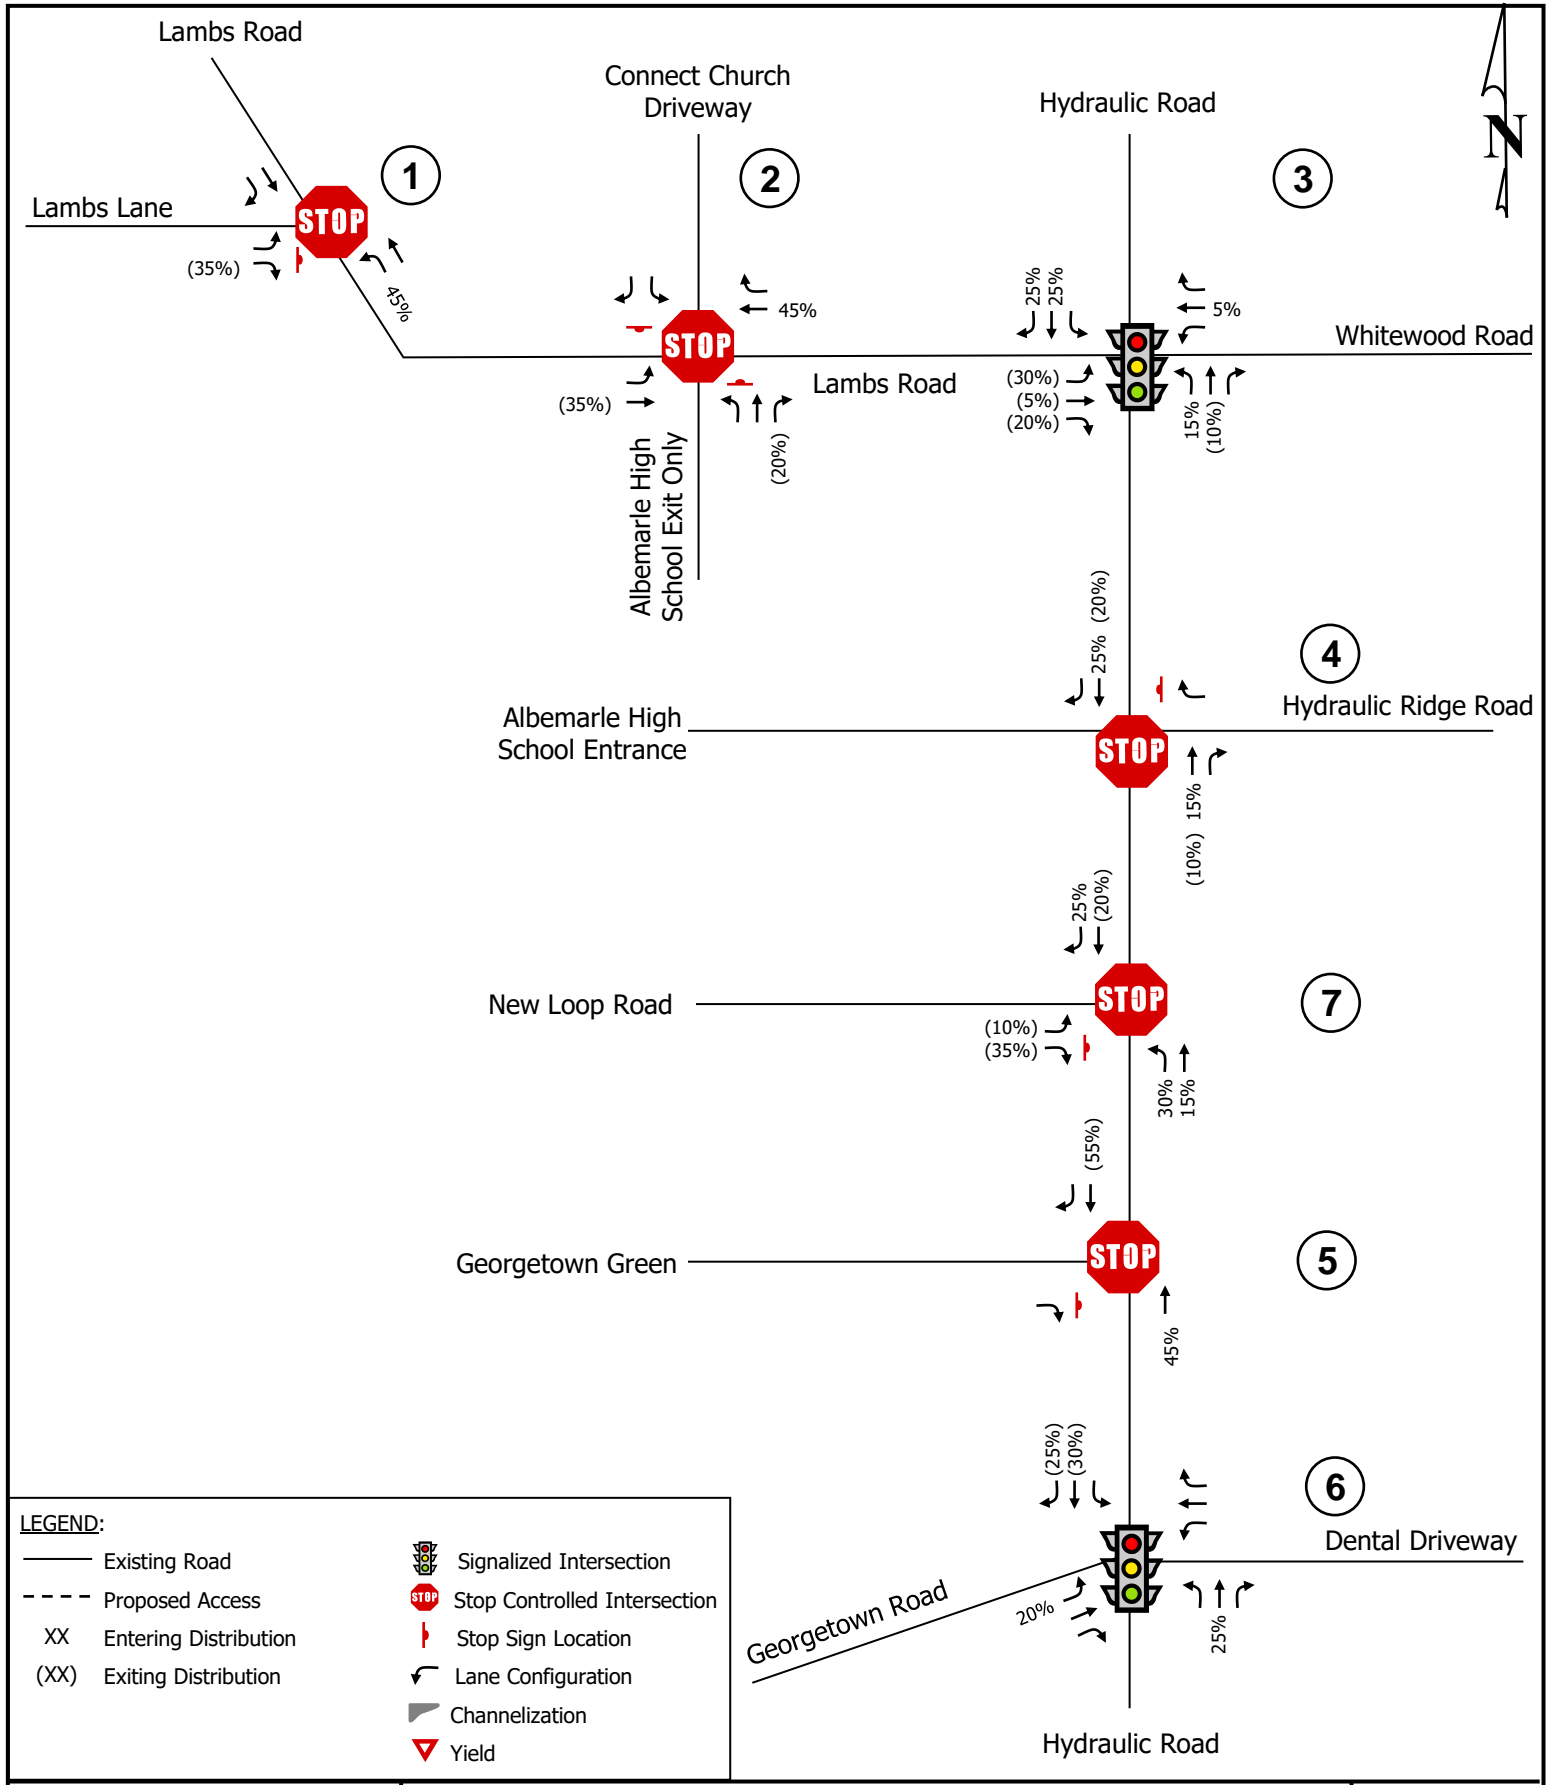 Lambs Road
Connect Church
Driveway
Hydraulic Road
N
1
2
3
Lambs Lane
STOP
(35%)
45%
45%
STOP
(35%)
(20%)
Albemarle High
School Exit Only
Lambs Road
25%
25%
5%
Whitewood Road
(30%)
(5%)
(20%)
15%
(10%)
25% (20%)
4
Hydraulic Ridge Road
Albemarle High
School Entrance
STOP
(10%) 15%
25%
(20%)
New Loop Road
STOP
7
(10%)
(35%)
30%
15%
(55%)
Georgetown Green
STOP
5
45%
(25%)
(30%)
6
Dental Driveway
Georgetown Road
20%
25%
Hydraulic Road
LEGEND:
Existing Road
Proposed Access
XX Entering Distribution
(XX) Exiting Distribution
Signalized Intersection
STOP Stop Controlled Intersection
Stop Sign Location
Lane Configuration
Channelization
Yield